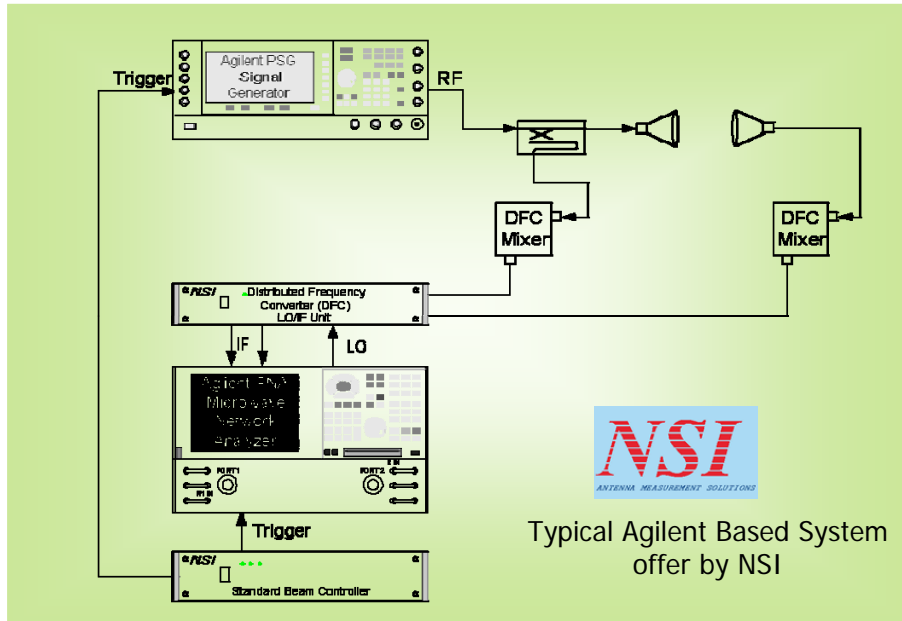 Agilent PSG
Signal
Generator
Trigger
RF
DFC
Mixer
DFC
Mixer
NSI
Distributed Frequency
Converter (DFC)
LO/IF Unit
IF
LO
Agilent PNA
Microwave
Network
Analyzer
PORT 1
PORT 2
Trigger
NSI
Standard Beam Controller
NSI
ANTENNA MEASUREMENT SOLUTIONS
Typical Agilent Based System
offer by NSI